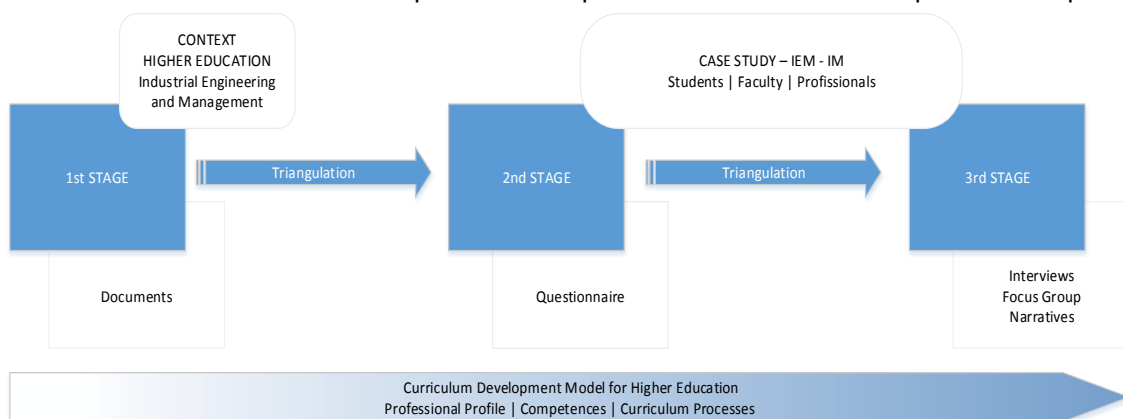 CONTEXT
HIGHER EDUCATION
Industrial Engineering
and Management
CASE STUDY – IEM - IM
Students | Faculty | Profissionals
1st STAGE
Triangulation
2nd STAGE
Triangulation
3rd STAGE
Documents
Questionnaire
Interviews
Focus Group
Narratives
Curriculum Development Model for Higher Education
Professional Profile | Competences | Curriculum Processes